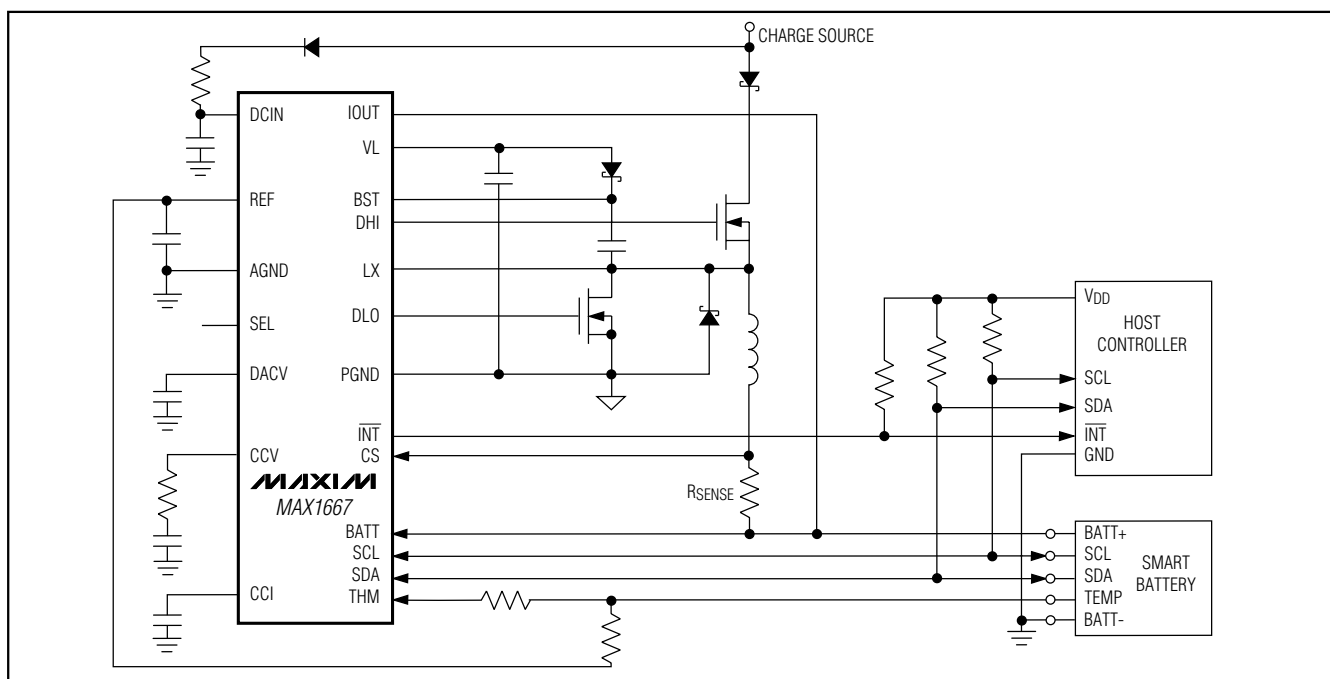 CHARGE SOURCE
DCIN
IOUT
VL
REF
BST
DHI
AGND
LX
SEL
DLO
DACV
PGND
INT
CCV
CS
MAXIM
MAX1667
RSENSE
BATT
SCL
SDA
CCI
THM
VDD
HOST
CONTROLLER
SCL
SDA
INT
GND
BATT+
SCL
SMART
SDA
BATTERY
TEMP
BATT-